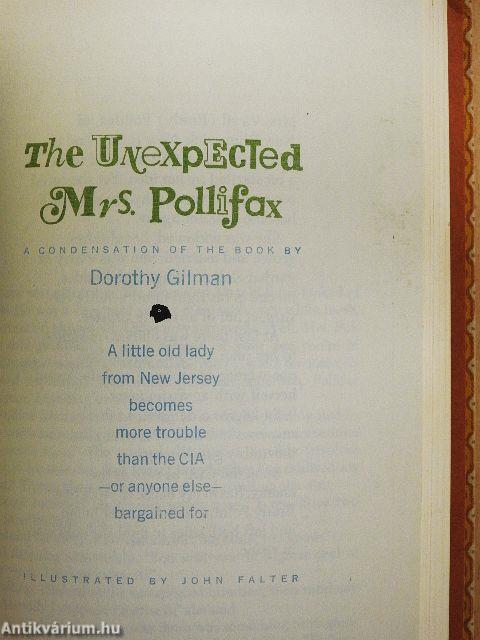 The Unexpected
Mrs. Pollifax
A CONDENSATION OF THE BOOK BY
Dorothy Gilman
A little old lady
from New Jersey
becomes
more trouble
than the CIA
—or anyone else—
bargained for
ILLUSTRATED BY JOHN FALTER
Antikvárium.hu